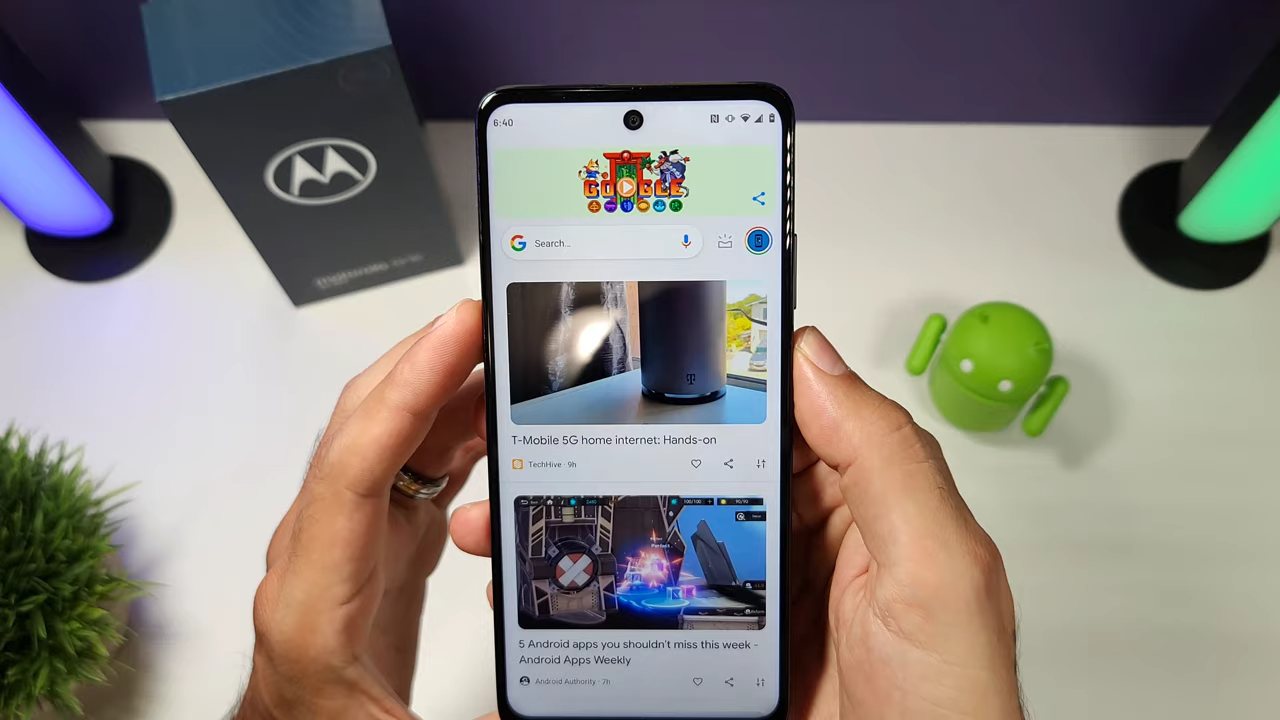 6:40
GOOGLE
Search...
T-Mobile 5G home internet: Hands-on
TechHive · 9h
5 Android apps you shouldn't miss this week -
Android Apps Weekly
Android Authority · 7h